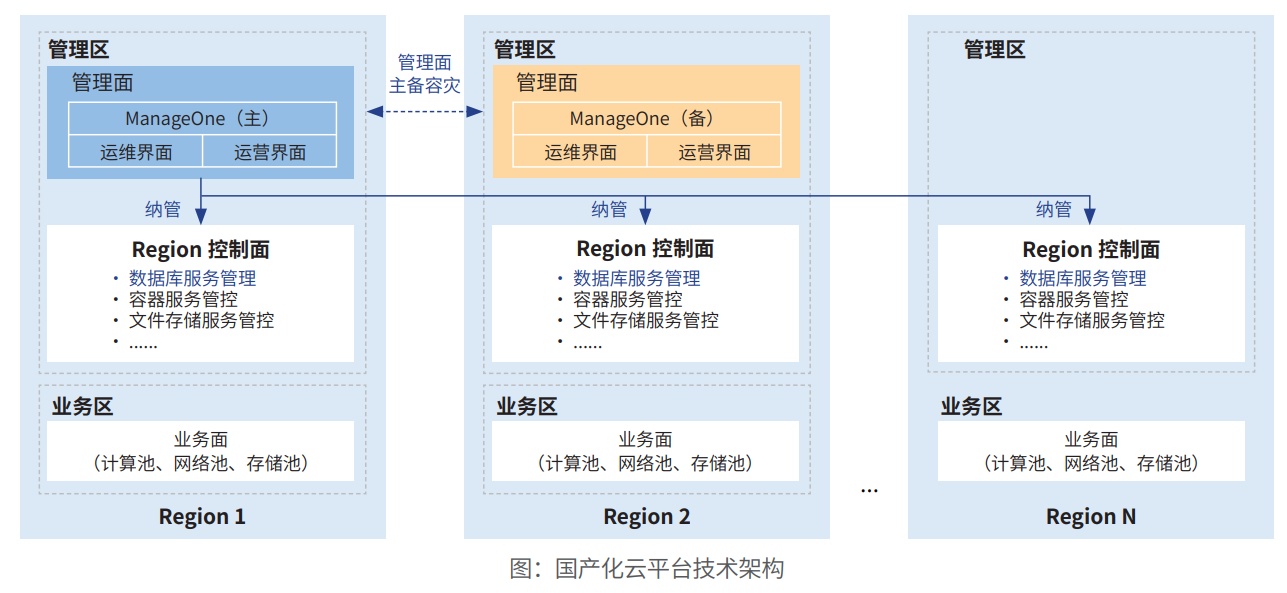 管理区
管理面
ManageOne（主）
运维界面
运营界面
纳管
Region 控制面
· 数据库服务管理
· 容器服务管控
· 文件存储服务管控
· ......
业务区
业务面
（计算池、网络池、存储池）
Region 1
管理面
主备容灾
管理区
管理面
ManageOne（备）
运维界面
运营界面
纳管
Region 控制面
· 数据库服务管理
· 容器服务管控
· 文件存储服务管控
· ......
业务区
业务面
（计算池、网络池、存储池）
Region 2
...
管理区
纳管
Region 控制面
· 数据库服务管理
· 容器服务管控
· 文件存储服务管控
· ......
业务区
业务面
（计算池、网络池、存储池）
Region N
图：国产化云平台技术架构